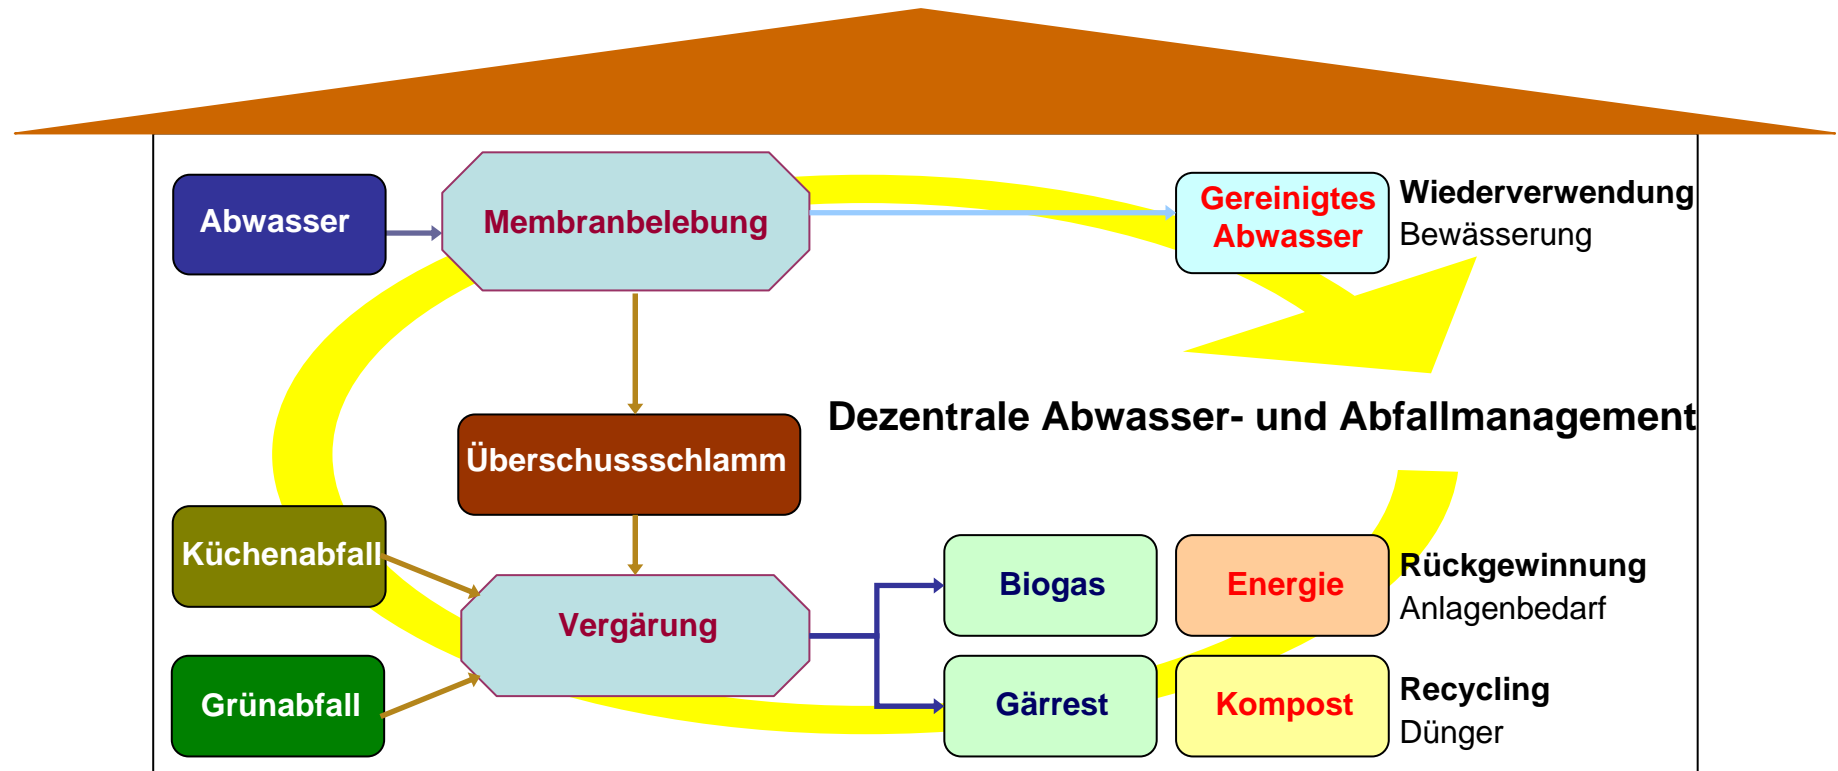 Abwasser
Membranbelebung
Gereinigtes
Abwasser
Wiederverwendung
Bewässerung
Dezentrale Abwasser- und Abfallmanagement
Überschussschlamm
Küchenabfall
Vergärung
Biogas
Energie
Rückgewinnung
Anlagenbedarf
Grünabfall
Gärrest
Kompost
Recycling
Dünger